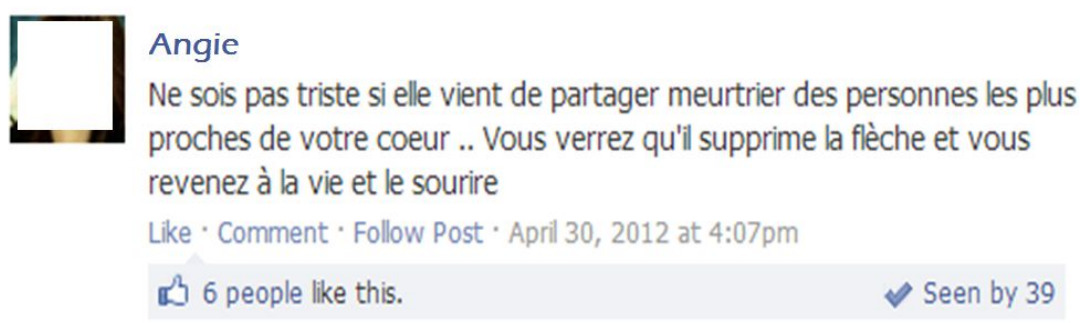 Angie
Ne sois pas triste si elle vient de partager meurtrier des personnes les plus
proches de votre coeur .. Vous verrez qu'il supprime la flèche et vous
revenez à la vie et le sourire
Like · Comment · Follow Post · April 30, 2012 at 4:07pm
6 people like this. Seen by 39